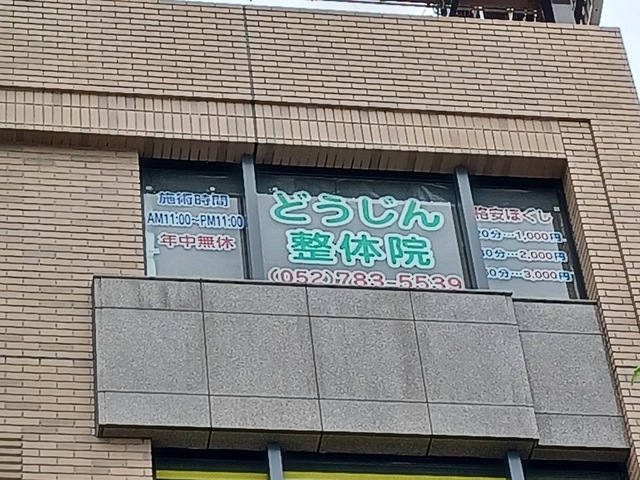 施術時間
AM11:00~PM11:00
年中無休
どうじん
整体院
(052)783-5539
格安ほぐし
0分…1,000円
0分…2,000円
0分…3,000円